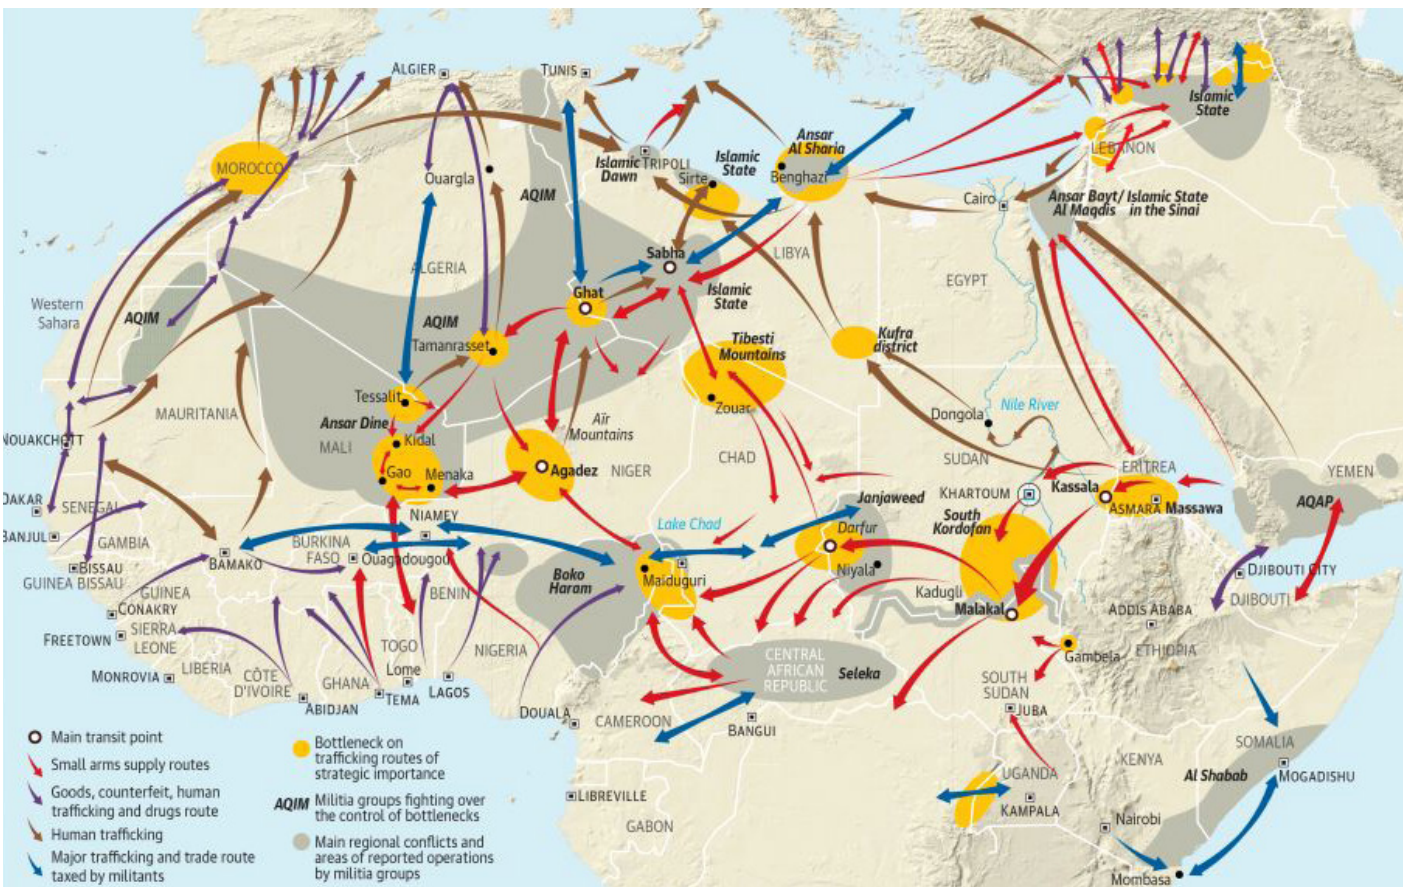 ALGIER
TUNIS
Islamic
State
MOROCCO
Ouargla
AQIM
Islamic
Dawn
TRIPOLI
Islamic
State
Sirte
Ansar
Al Sharia
Benghazi
LEBANON
Cairo
Ansar Bayt/
Al Maqdis
Islamic State
in the Sinai
Western
Sahara
AQIM
ALGERIA
Sabha
LIBYA
EGYPT
Ghat
Islamic
State
AQIM
Tamanrasset
Tibesti
Mountains
Kufra
district
Zouar
Tessalit
Ansar Dine
MAURITANIA
MALI
Kidal
Gao
Menaka
Aïr
Mountains
Agadez
NIGER
CHAD
Dongola
Nile River
SUDAN
NOUAKCHOTT
ERITREA
YEMEN
Kassala
KHARTOUM
ASMARA
Massawa
AQAP
DAKAR
SENEGAL
NIAMEY
Lake Chad
Janjaweed
Darfur
South
Kordofan
BANJUL
GAMBIA
BISSAU
GUINEA BISSAU
BAMAKO
BURKINA
FASO
Ouagadougou
Boko
Haram
Maiduguri
Niyala
Kadugli
Malakal
DJIBOUTI CITY
DJIBOUTI
ADDIS ABABA
ETHIOPIA
GUINEA
CONAKRY
FREETOWN
SIERRA
LEONE
MONROVIA
LIBERIA
CÔTE
D'IVOIRE
ABIDJAN
GHANA
TEMA
TOGO
Lome
BENIN
LAGOS
NIGERIA
DOUALA
CAMEROON
CENTRAL
AFRICAN
REPUBLIC
Seleka
BANGUI
Gambela
SOUTH
SUDAN
JUBA
UGANDA
KAMPALA
KENYA
Nairobi
Mombasa
SOMALIA
MOGADISHU
Al Shabab
LIBREVILLE
GABON
Main transit point
Small arms supply routes
Goods, counterfeit, human
trafficking and drugs route
Human trafficking
Major trafficking and trade route
taxed by militants
Bottleneck on
trafficking routes of
strategic importance
AQIM Militia groups fighting over
the control of bottlenecks
Main regional conflicts and
areas of reported operations
by militia groups